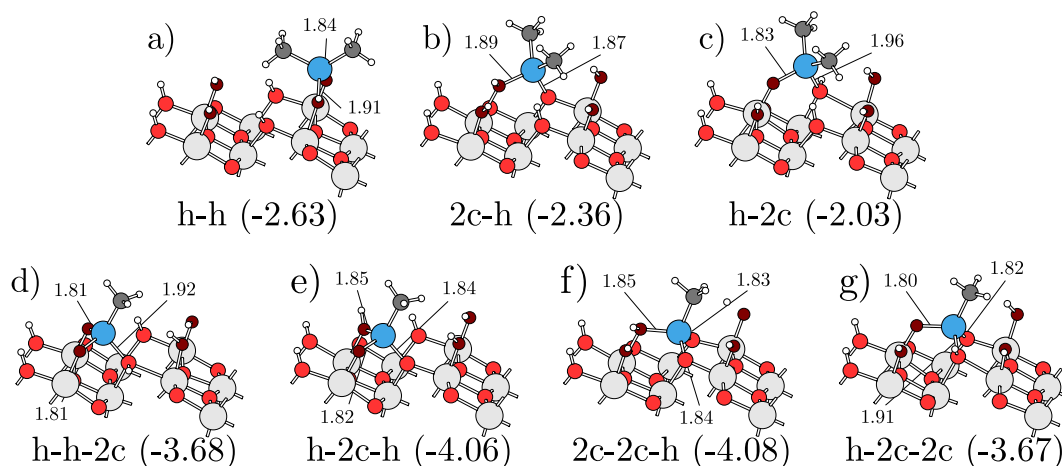 a)
1.84
1.91
h-h (-2.63)
b)
1.89
1.87
2c-h (-2.36)
c)
1.83
1.96
h-2c (-2.03)
d)
1.81
1.92
1.81
h-h-2c (-3.68)
e)
1.85
1.84
1.82
h-2c-h (-4.06)
f)
1.85
1.83
1.84
2c-2c-h (-4.08)
g)
1.80
1.82
1.91
h-2c-2c (-3.67)